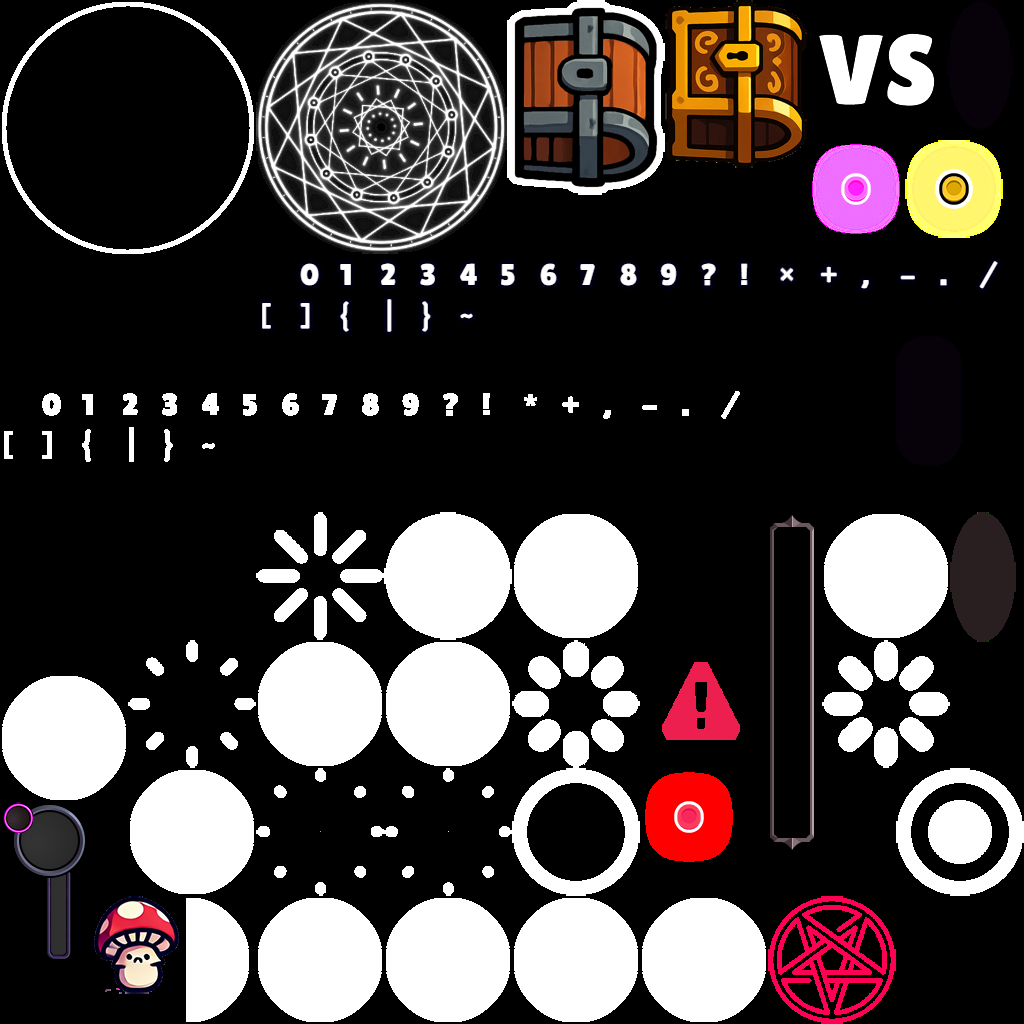 VS
0 1 2 3 4 5 6 7 8 9 ? ! × + , - . /
[ ] { | } ~
0 1 2 3 4 5 6 7 8 9 ? ! * + , - . /
[ ] { | } ~
!